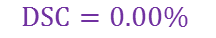 DSC = 0.00%